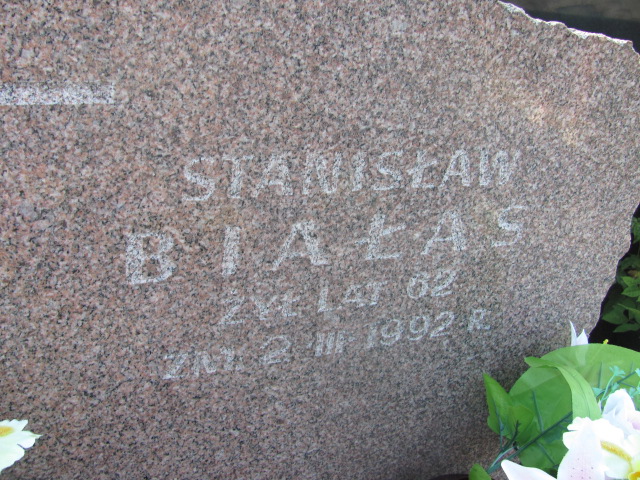 STANISŁAW
BIAŁAS
ŻYŁ LAT 62
ZM. 2 III 1992 R